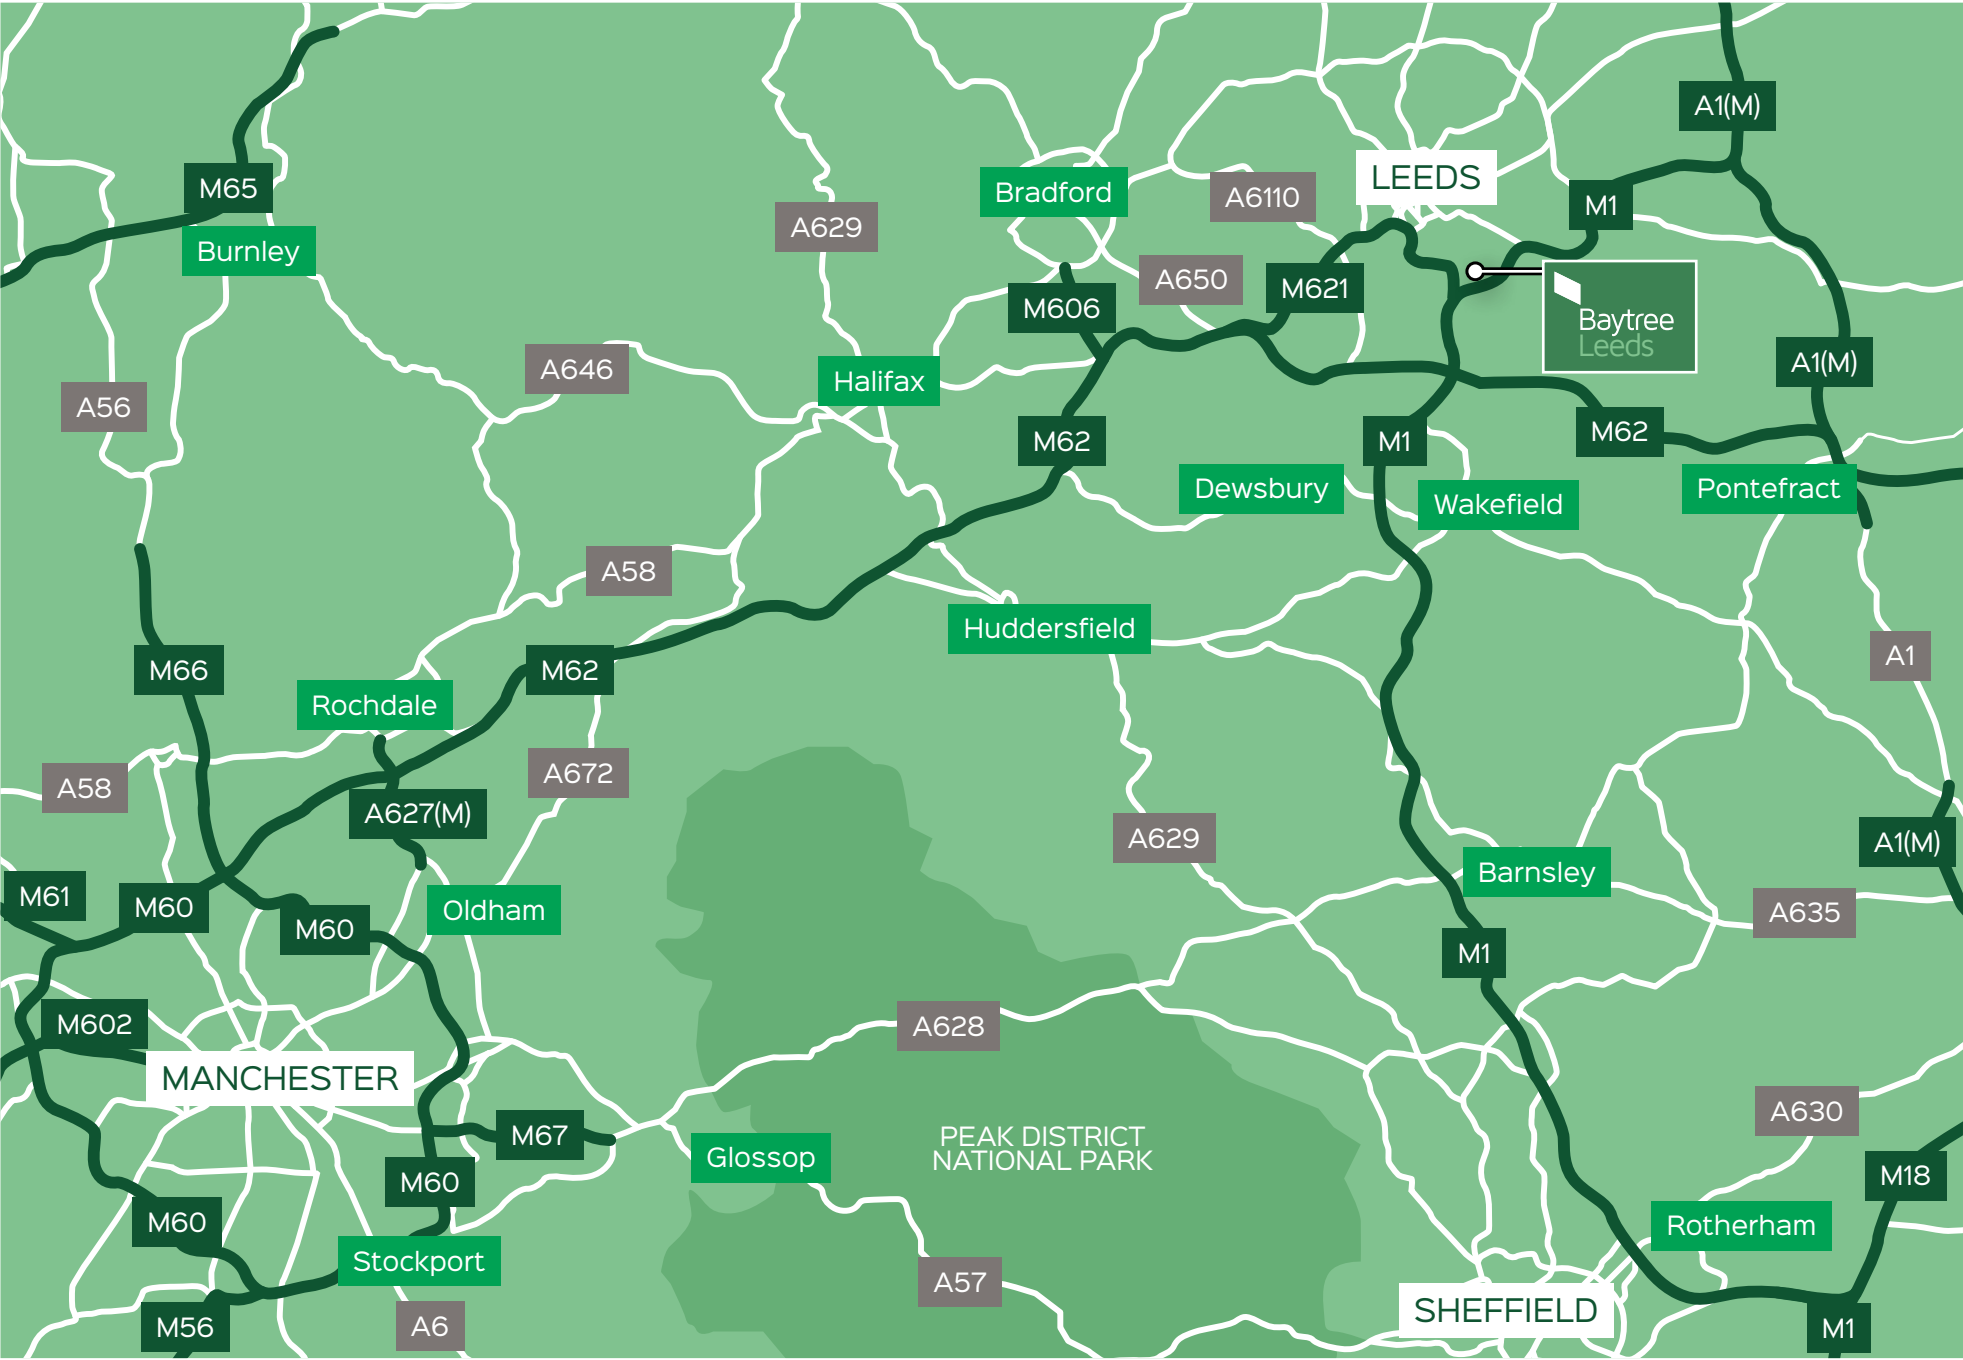 A1(M)
LEEDS
M65
Bradford
A6110
M1
A629
Burnley
A650
M621
M606
Baytree
Leeds
A646
Halifax
A1(M)
A56
M62
M1
M62
Dewsbury
Wakefield
Pontefract
A58
Huddersfield
M66
M62
A1
Rochdale
A58
A672
A627(M)
A629
A1(M)
Barnsley
M61
M60
M60
Oldham
A635
M1
M602
A628
MANCHESTER
A630
M67
Glossop
PEAK DISTRICT
NATIONAL PARK
M60
M18
M60
Rotherham
Stockport
A57
SHEFFIELD
M56
A6
M1